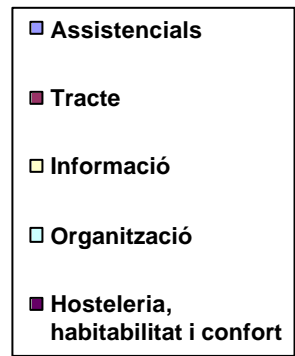 Assistencials
Tracte
Informació
Organització
Hosteleria,
habitabilitat i confort